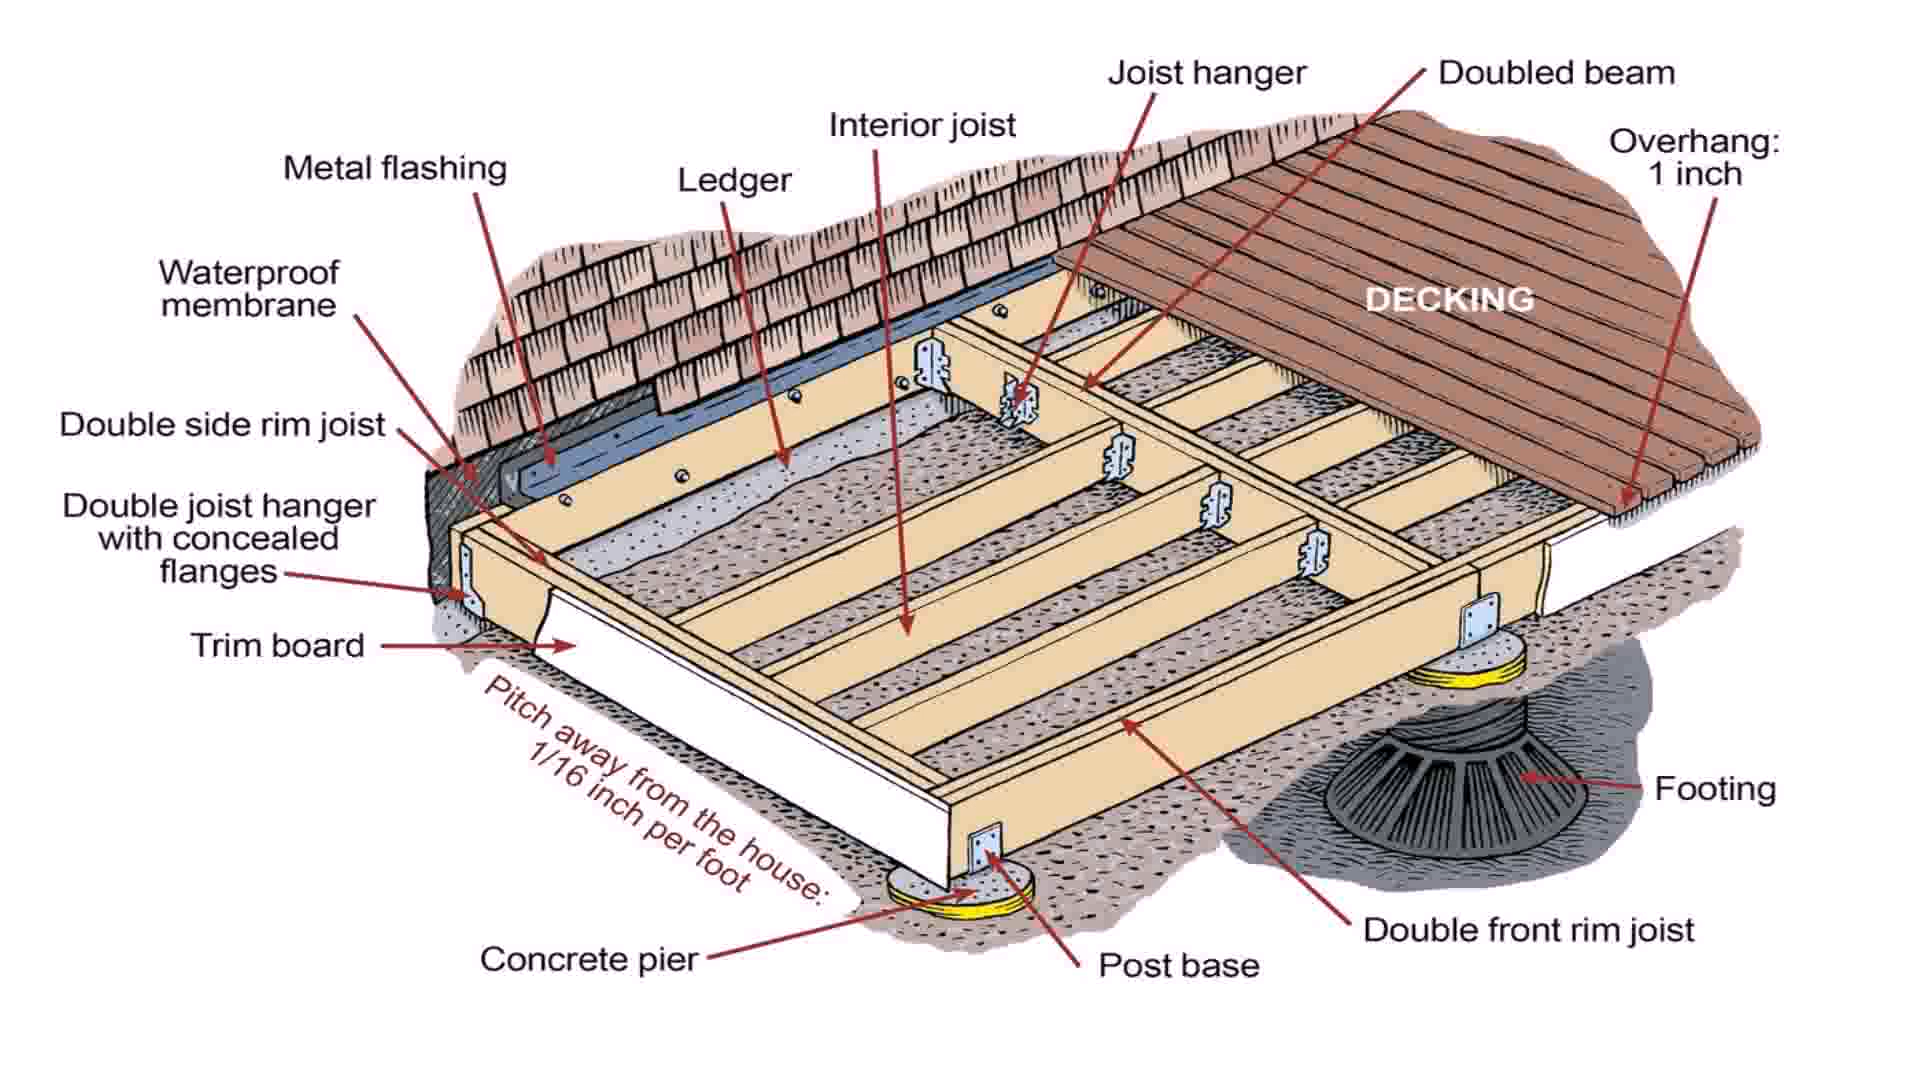 Joist hanger
Doubled beam
Interior joist
Overhang:
1 inch
Metal flashing
Ledger
Waterproof
membrane
DECKING
Double side rim joist
Double joist hanger
with concealed
flanges
Trim board
Pitch away from the house:
1/16 inch per foot
Footing
Double front rim joist
Concrete pier
Post base